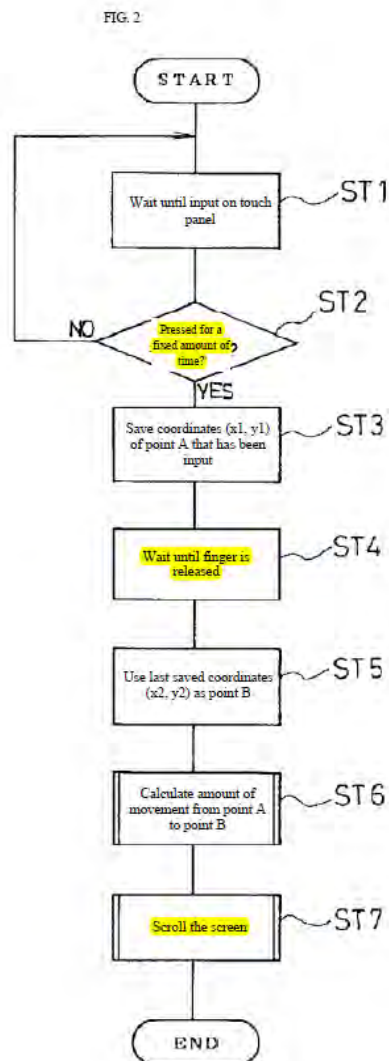 FIG. 2
START
Wait until input on touch
panel
ST1
Pressed for a
fixed amount of
time?
?
ST2
NO
YES
Save coordinates (x1, y1)
of point A that has been
input
ST3
Wait until finger is
released
ST4
Use last saved coordinates
(x2, y2) as point B
ST5
Calculate amount of
movement from point A
to point B
ST6
Scroll the screen
ST7
END